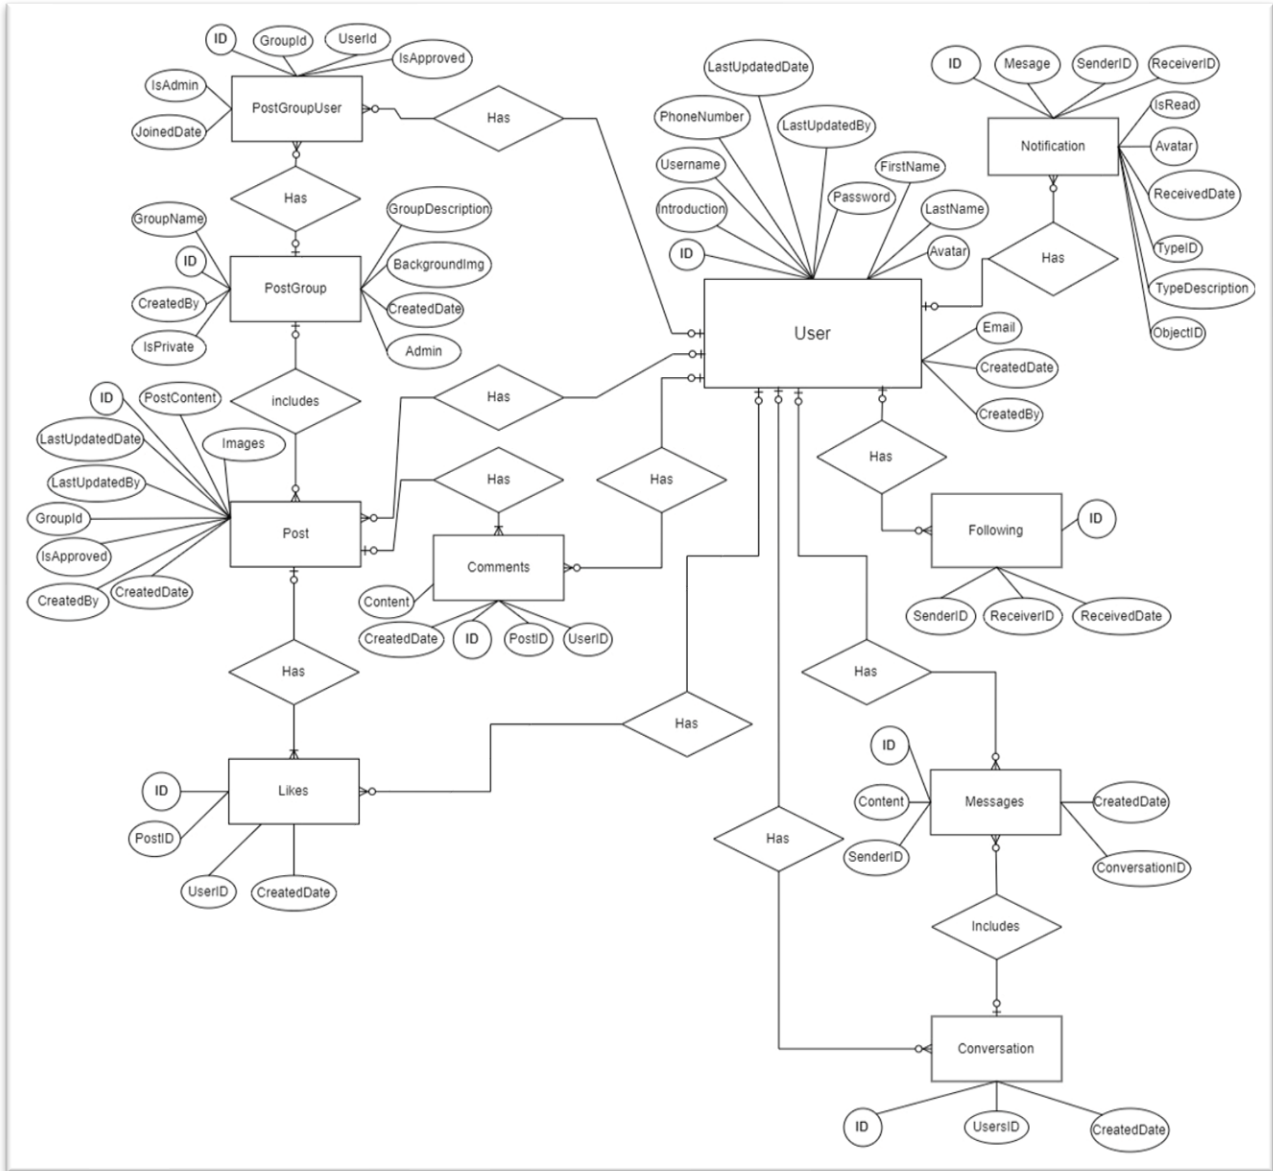 ID
GroupId
UserId
IsApproved
IsAdmin
JoinedDate
PostGroupUser
Has
Has
GroupName
ID
CreatedBy
IsPrivate
PostGroup
GroupDescription
BackgroundImg
CreatedDate
Admin
includes
Has
ID
PostContent
Images
LastUpdatedDate
LastUpdatedBy
GroupId
IsApproved
CreatedBy
CreatedDate
Post
Has
Comments
Content
CreatedDate
ID
PostID
UserID
Has
Has
Likes
ID
PostID
UserID
CreatedDate
Has
LastUpdatedDate
PhoneNumber
LastUpdatedBy
Username
FirstName
Introduction
Password
LastName
ID
Avatar
User
Email
CreatedDate
CreatedBy
ID
Mesage
SenderID
ReceiverID
IsRead
Notification
Avatar
ReceivedDate
TypeID
TypeDescription
ObjectID
Has
Has
Following
ID
SenderID
ReceiverID
ReceivedDate
Has
ID
Content
SenderID
Messages
CreatedDate
ConversationID
Has
Includes
Conversation
ID
UsersID
CreatedDate